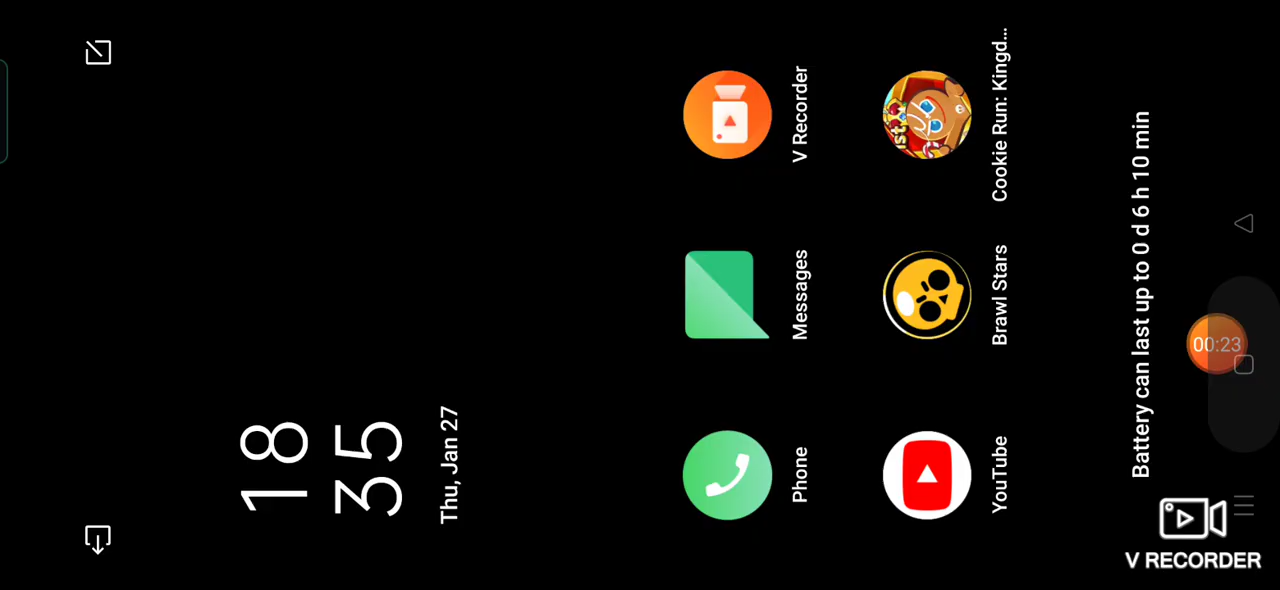 18
35
Thu, Jan 27
Phone
Messages
V Recorder
YouTube
Brawl Stars
Cookie Run: Kingd...
Battery can last up to 0 d 6 h 10 min
00:23
V RECORDER